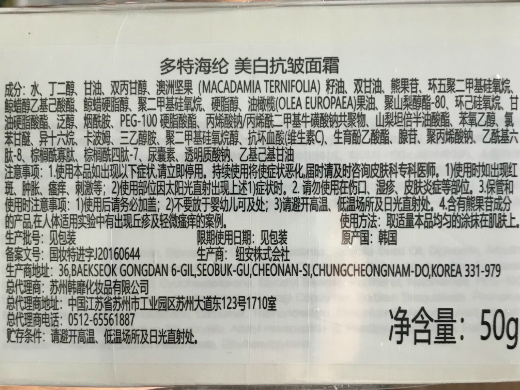 多特海纶 美白抗皱面霜
成分：水、丁二醇、甘油、双丙甘醇、澳洲坚果（MACADAMIA TERNIFOLIA）籽油、双甘油、熊果苷、环五聚二甲基硅氧烷、
鲸蜡醇乙基己酸酯、鲸蜡硬脂醇、聚二甲基硅氧烷、硬脂酸、油橄榄(OLEA EUROPAEA)果油、聚山梨醇酯-80、环己硅氧烷、甘
油硬脂酸酯、泛醇、烟酰胺、PEG-100 硬脂酸酯、丙烯酸钠/丙烯酰二甲基牛磺酸钠共聚物、山梨坦倍半油酸酯、苯氧乙醇、氯
苯甘醚、异十六烷、卡波姆、三乙醇胺、聚二甲基硅氧烷醇、抗坏血酸(维生素C)、生育酚乙酸酯、腺苷、聚丙烯酸钠、乙酰基六
肽-8、棕榈酰寡肽、棕榈酰四肽-7、尿囊素、透明质酸钠、乙基己基甘油
注意事项：1.使用本品如出现以下症状,请立即停用。持续使用将使症状恶化,届时请及时咨询皮肤科专科医师。1)使用时如出现红
斑、肿胀、瘙痒、刺激等；2)使用部位因太阳光直射出现上述1)症状时。2.请勿使用在伤口、湿疹、皮肤炎症等部位。3.保管和
使用时注意事项：1)使用后请务必加盖；2)不要放于婴幼儿可及处；3)请避开高温、低温场所及日光直射处。4.含有熊果苷成分
的产品,在人体适用实验中有出现丘疹及轻微瘙痒的案例。 使用方法：取适量本品均匀的涂抹在肌肤上。
生产批号：见包装 限期使用日期：见包装 原产国：韩国
备案文号：国妆特进字J20160644 生产商：纽安株式会社
生产商地址：36,BAEKSEOK GONGDAN 6-GIL,SEOBUK-GU,CHEONAN-SI,CHUNGCHEONGNAM-DO,KOREA 331-979
总代理商：苏州韩磨化妆品有限公司
总代理商地址：中国江苏省苏州市工业园区苏州大道东123号1710室
总代理商电话：0512-65561887
贮存条件：请避开高温、低温场所及日光直射处。
净含量：50g